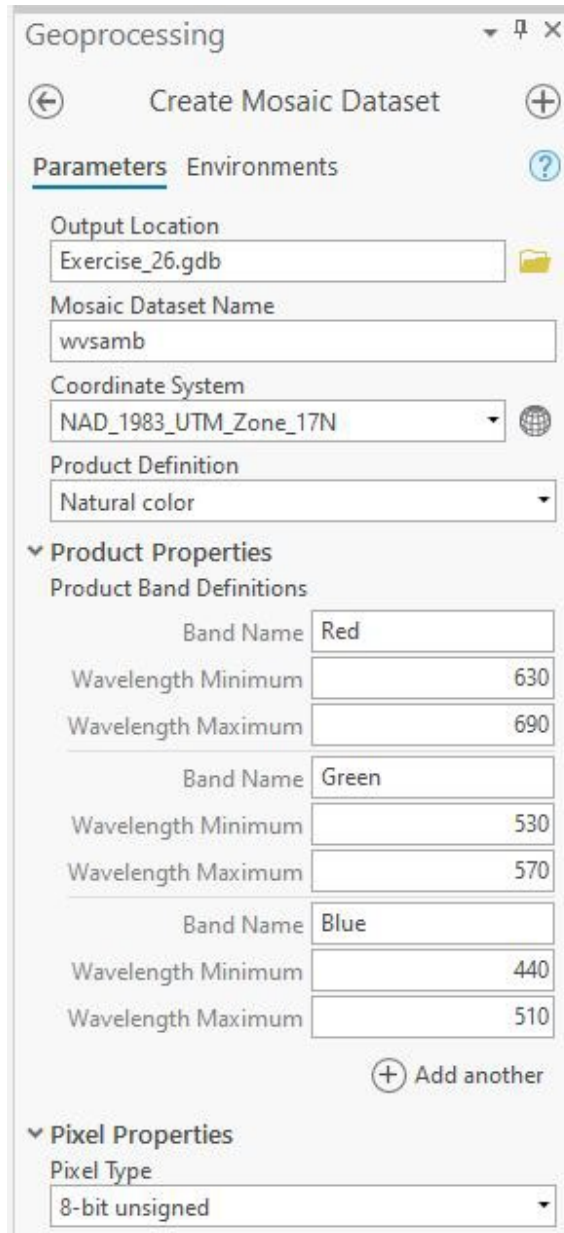 Geoprocessing
Create Mosaic Dataset
Parameters Environments
Output Location
Exercise_26.gdb
Mosaic Dataset Name
wvsamb
Coordinate System
NAD_1983_UTM_Zone_17N
Product Definition
Natural color
Product Properties
Product Band Definitions
Band Name Red
Wavelength Minimum 630
Wavelength Maximum 690
Band Name Green
Wavelength Minimum 530
Wavelength Maximum 570
Band Name Blue
Wavelength Minimum 440
Wavelength Maximum 510
Add another
Pixel Properties
Pixel Type
8-bit unsigned